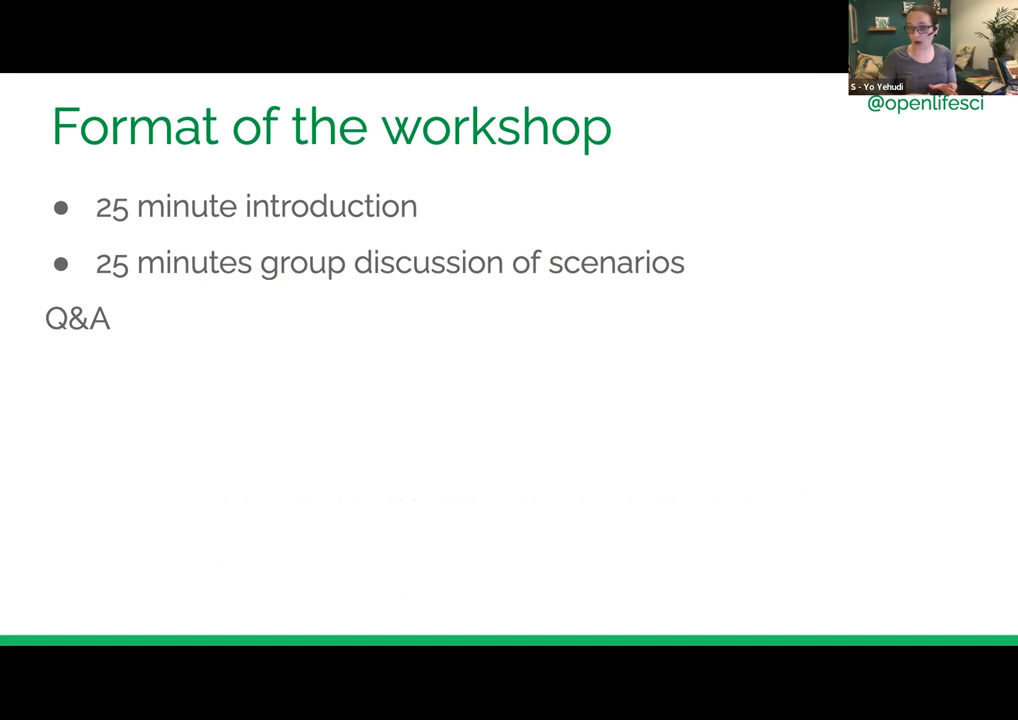 S - Yo Yehudi
@openlifesci
Format of the workshop
● 25 minute introduction
● 25 minutes group discussion of scenarios
Q&A